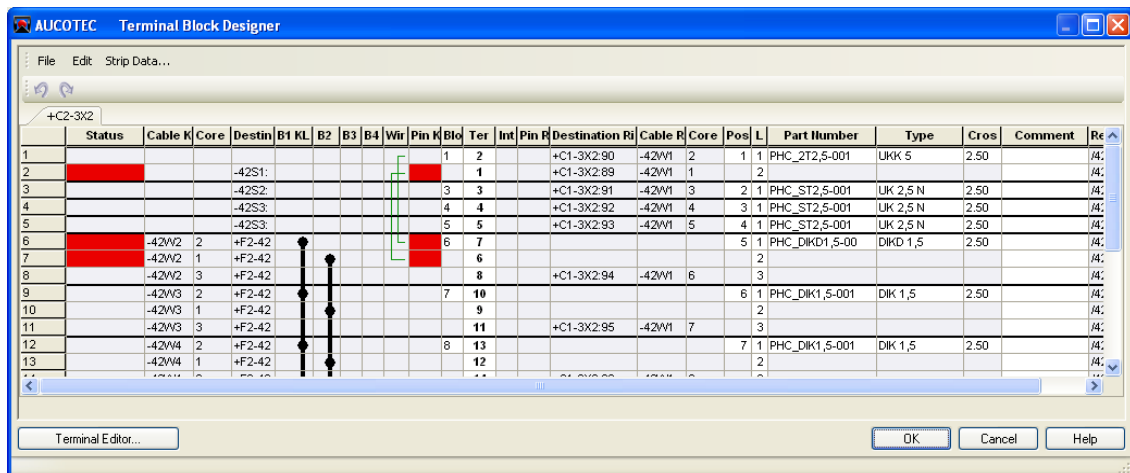 AUCOTEC Terminal Block Designer
File Edit Strip Data...
+C2-3X2
Status Cable K Core Destin B1 KL B2 B3 B4 Wir Pin K Blo Ter Int Pin R Destination Ri Cable R Core Pos L Part Number Type Cros Comment Re
1 1 2 +C1-3X2:90 -42W1 2 1 1 PHC_2T2,5-001 UKK 5 2.50 /42
2 -42S1: 1 +C1-3X2:89 -42W1 1 2 /42
3 -42S2: 3 3 +C1-3X2:91 -42W1 3 2 1 PHC_ST2,5-001 UK 2,5 N 2.50 /42
4 -42S3: 4 4 +C1-3X2:92 -42W1 4 3 1 PHC_ST2,5-001 UK 2,5 N 2.50 /42
5 -42S3: 5 5 +C1-3X2:93 -42W1 5 4 1 PHC_ST2,5-001 UK 2,5 N 2.50 /42
6 -42W2 2 +F2-42 6 7 5 1 PHC_DIKD1,5-00 DIKD 1,5 2.50 /42
7 -42W2 1 +F2-42 6 2 /42
8 -42W2 3 +F2-42 8 +C1-3X2:94 -42W1 6 3 /42
9 -42W3 2 +F2-42 7 10 6 1 PHC_DIK1,5-001 DIK 1,5 2.50 /42
10 -42W3 1 +F2-42 9 2 /42
11 -42W3 3 +F2-42 11 +C1-3X2:95 -42W1 7 3 /42
12 -42W4 2 +F2-42 8 13 7 1 PHC_DIK1,5-001 DIK 1,5 2.50 /42
13 -42W4 1 +F2-42 12 2 /42
Terminal Editor... OK Cancel Help